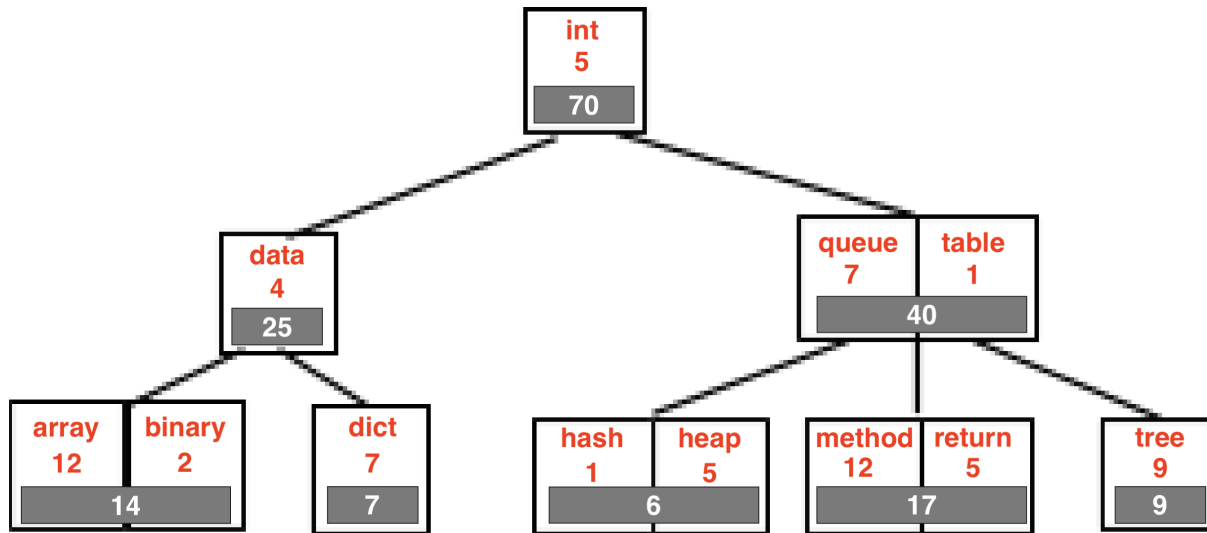 int
5
70
data
4
25
queue table
7 1
40
array binary
12 2
14
dict
7
7
hash heap
1 5
6
method return
12 5
17
tree
9
9